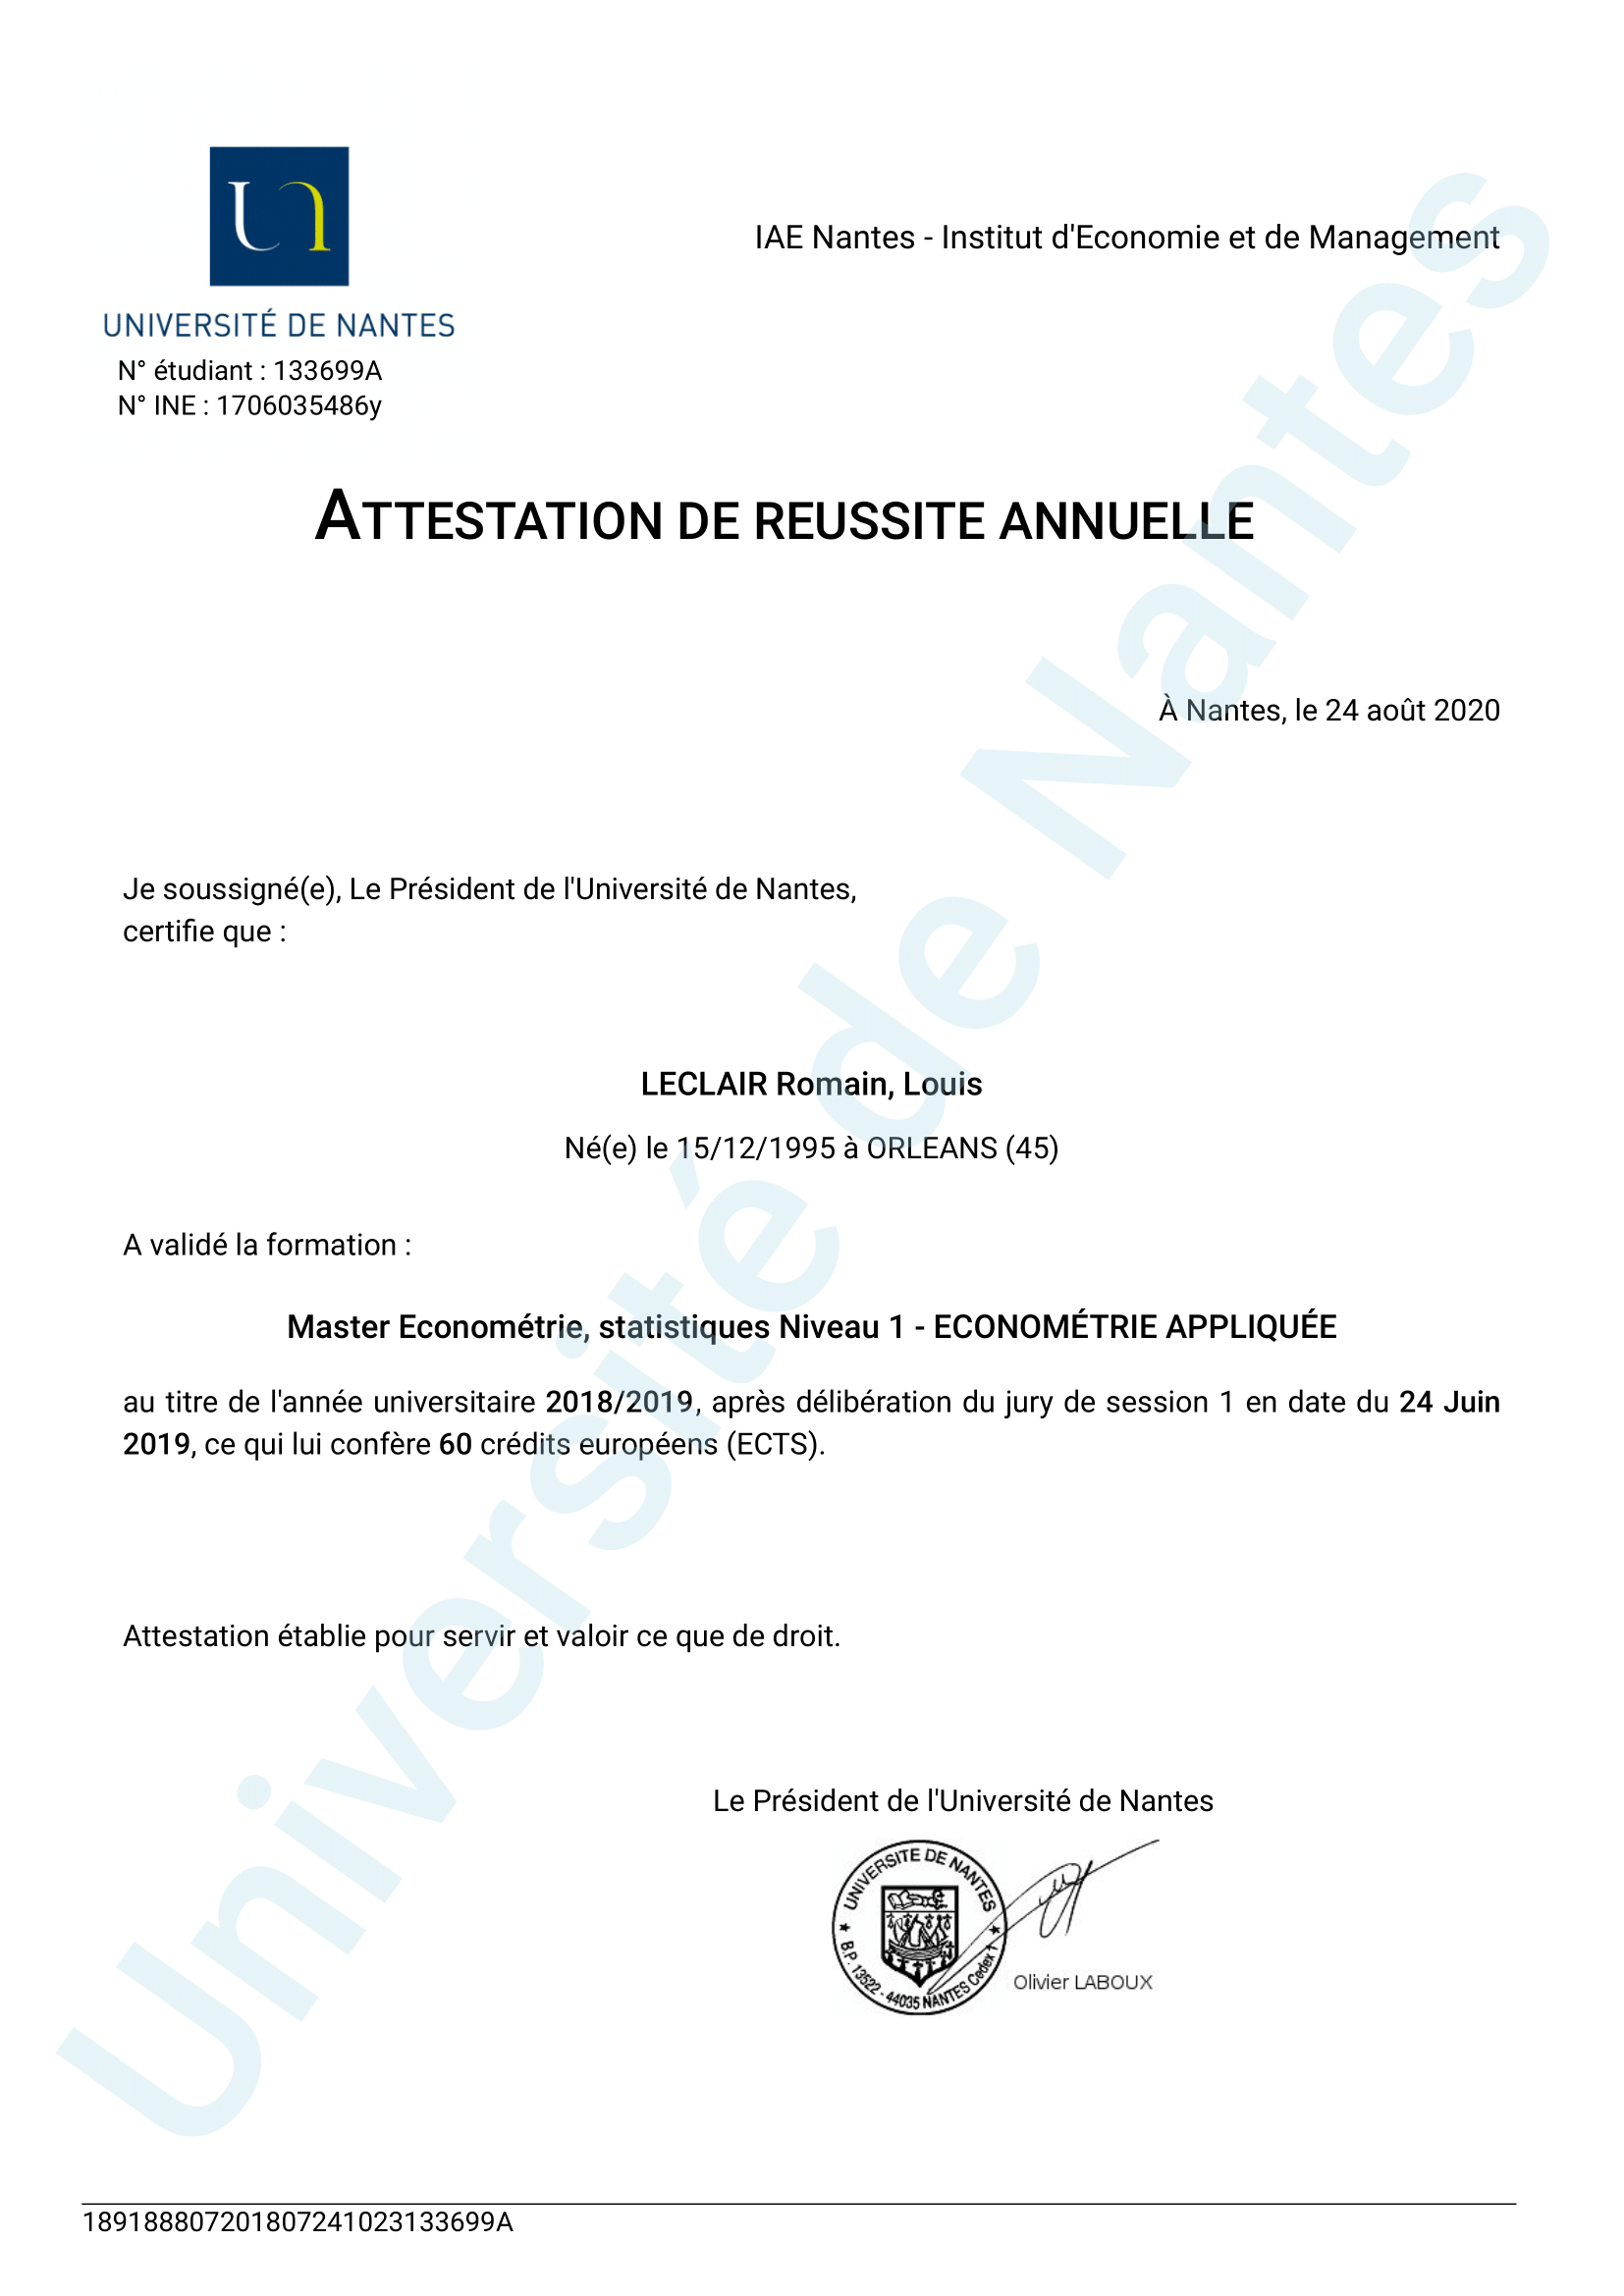 IAE Nantes - Institut d'Economie et de Management
UNIVERSITÉ DE NANTES
N° étudiant : 133699A
N° INE : 1706035486y
ATTESTATION DE REUSSITE ANNUELLE
À Nantes, le 24 août 2020
Je soussigné(e), Le Président de l'Université de Nantes,
certifie que :
LECLAIR Romain, Louis
Né(e) le 15/12/1995 à ORLEANS (45)
A validé la formation :
Master Econométrie, statistiques Niveau 1 - ECONOMÉTRIE APPLIQUÉE
au titre de l'année universitaire 2018/2019, après délibération du jury de session 1 en date du 24 Juin
2019, ce qui lui confère 60 crédits européens (ECTS).
Attestation établie pour servir et valoir ce que de droit.
Le Président de l'Université de Nantes
UNIVERSITE DE NANTES
B.P. 13522 - 44035 NANTES Cedex 1
Olivier LABOUX
189188807201807241023133699A
Université de Nantes